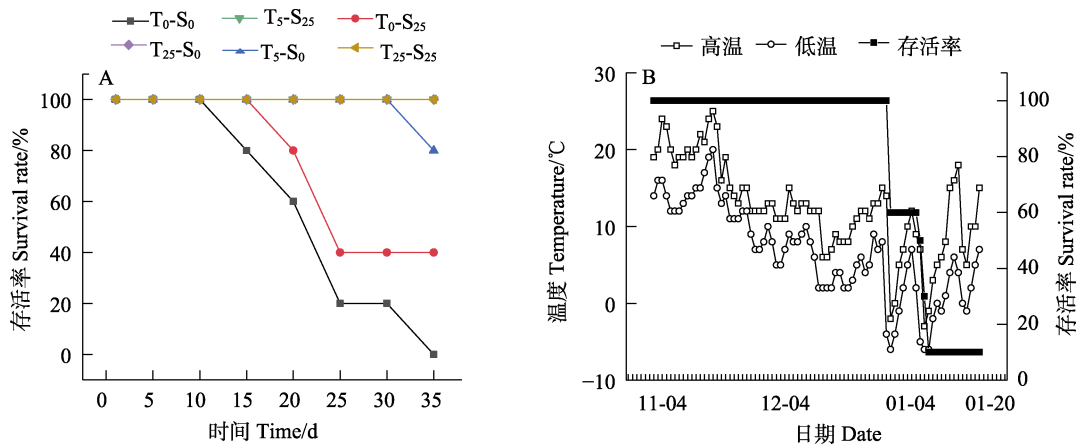 T₀-S₀ T₅-S₂₅ T₀-S₂₅
T₂₅-S₀ T₅-S₀ T₂₅-S₂₅
A
100
80
60
40
20
0
存活率 Survival rate/%
0 5 10 15 20 25 30 35
时间 Time/d
高温 低温 存活率
B
30
20
10
0
−10
温度 Temperature/℃
100
80
60
40
20
0
存活率 Survival rate/%
11-04 12-04 01-04 01-20
日期 Date